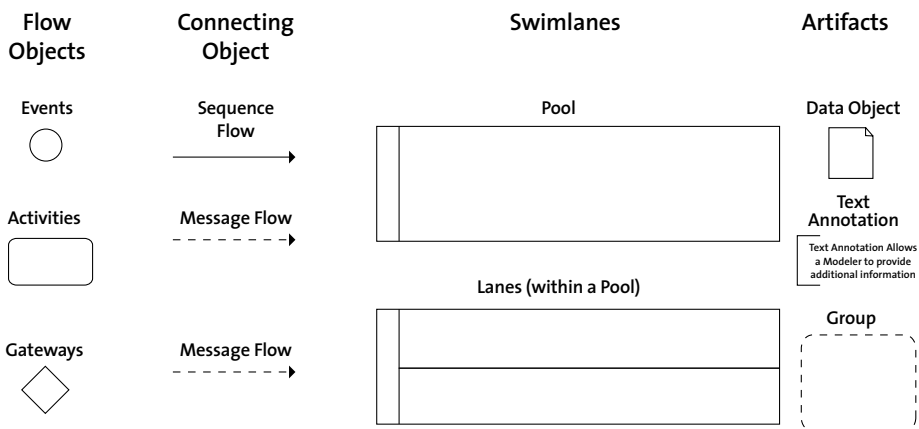 Flow
Objects
Connecting
Object
Swimlanes
Artifacts
Events
Sequence
Flow
Pool
Data Object
Activities
Message Flow
Text
Annotation
Text Annotation Allows
a Modeler to provide
additional information
Lanes (within a Pool)
Gateways
Message Flow
Group